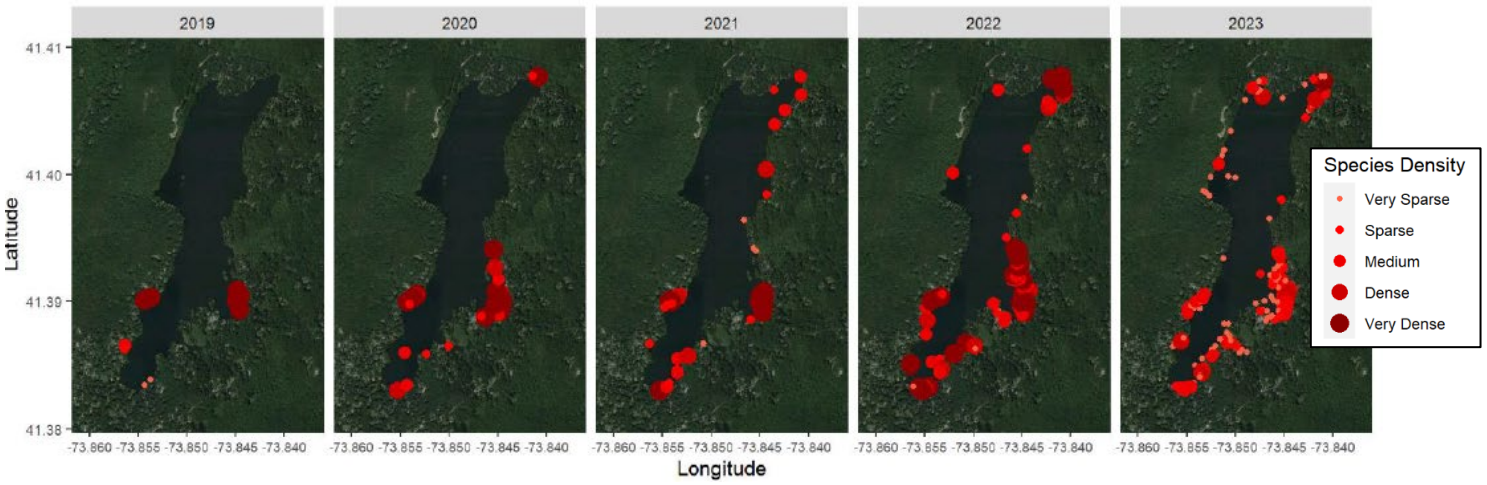 2019 2020 2021 2022 2023
41.41
41.40
41.39
41.38
Latitude
-73.860 -73.855 -73.850 -73.845 -73.840 -73.860 -73.855 -73.850 -73.845 -73.840 -73.860 -73.855 -73.850 -73.845 -73.840 -73.860 -73.855 -73.850 -73.845 -73.840 -73.860 -73.855 -73.850 -73.845 -73.840
Longitude
Species Density
Very Sparse
Sparse
Medium
Dense
Very Dense